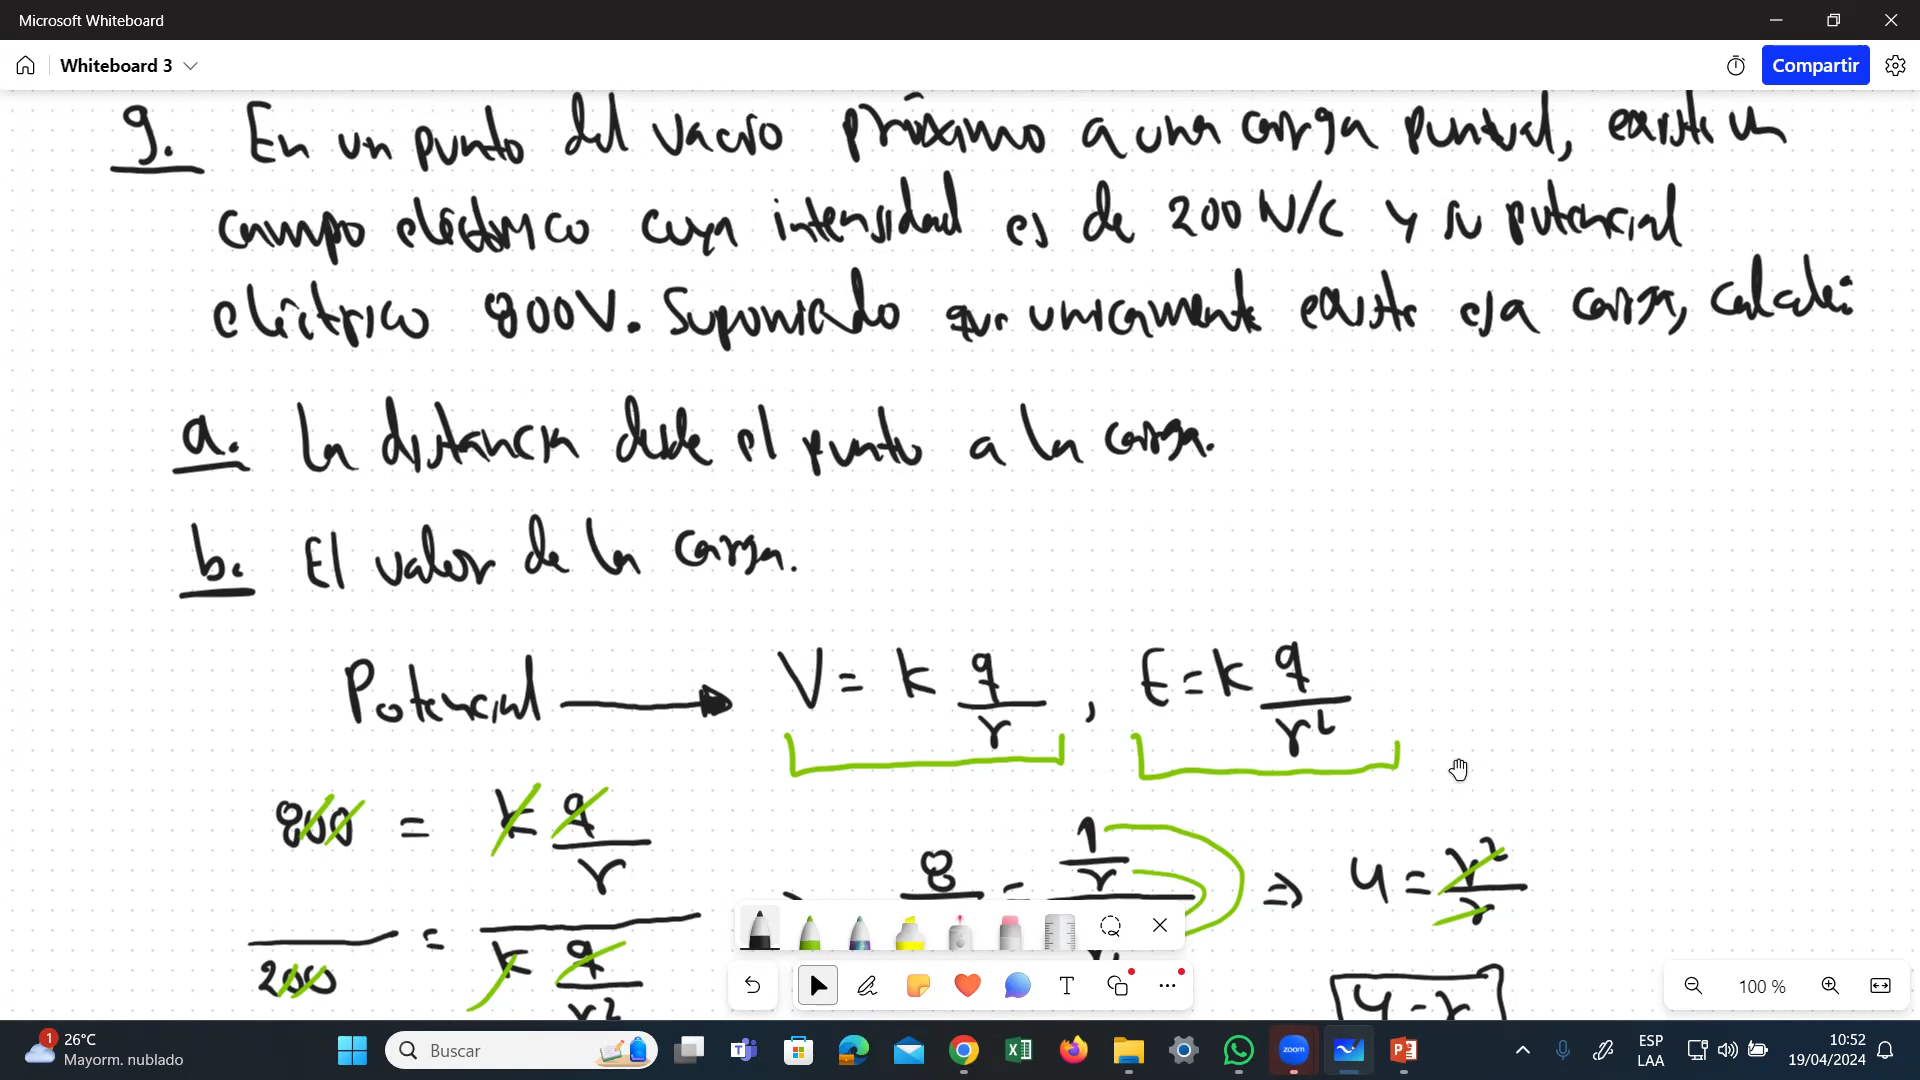 Microsoft Whiteboard
Whiteboard 3
Compartir
9. En un punto del vacío próximo a una carga puntual, existe un
campo eléctrico cuya intensidad es de 200 N/C y su potencial
eléctrico 800V. Suponiendo que unicamente existe esa carga, calcule:
a. La distancia desde el punto a la carga.
b. El valor de la carga.
Potencial → V = k q/r , E = k q/r²
800 = k q/r
200 = k q/r²
8 = 1/r ⇒ 4 = r²/r
4 = r
100 %
1
26°C
Mayorm. nublado
Buscar
zoom
ESP
LAA
10:52
19/04/2024